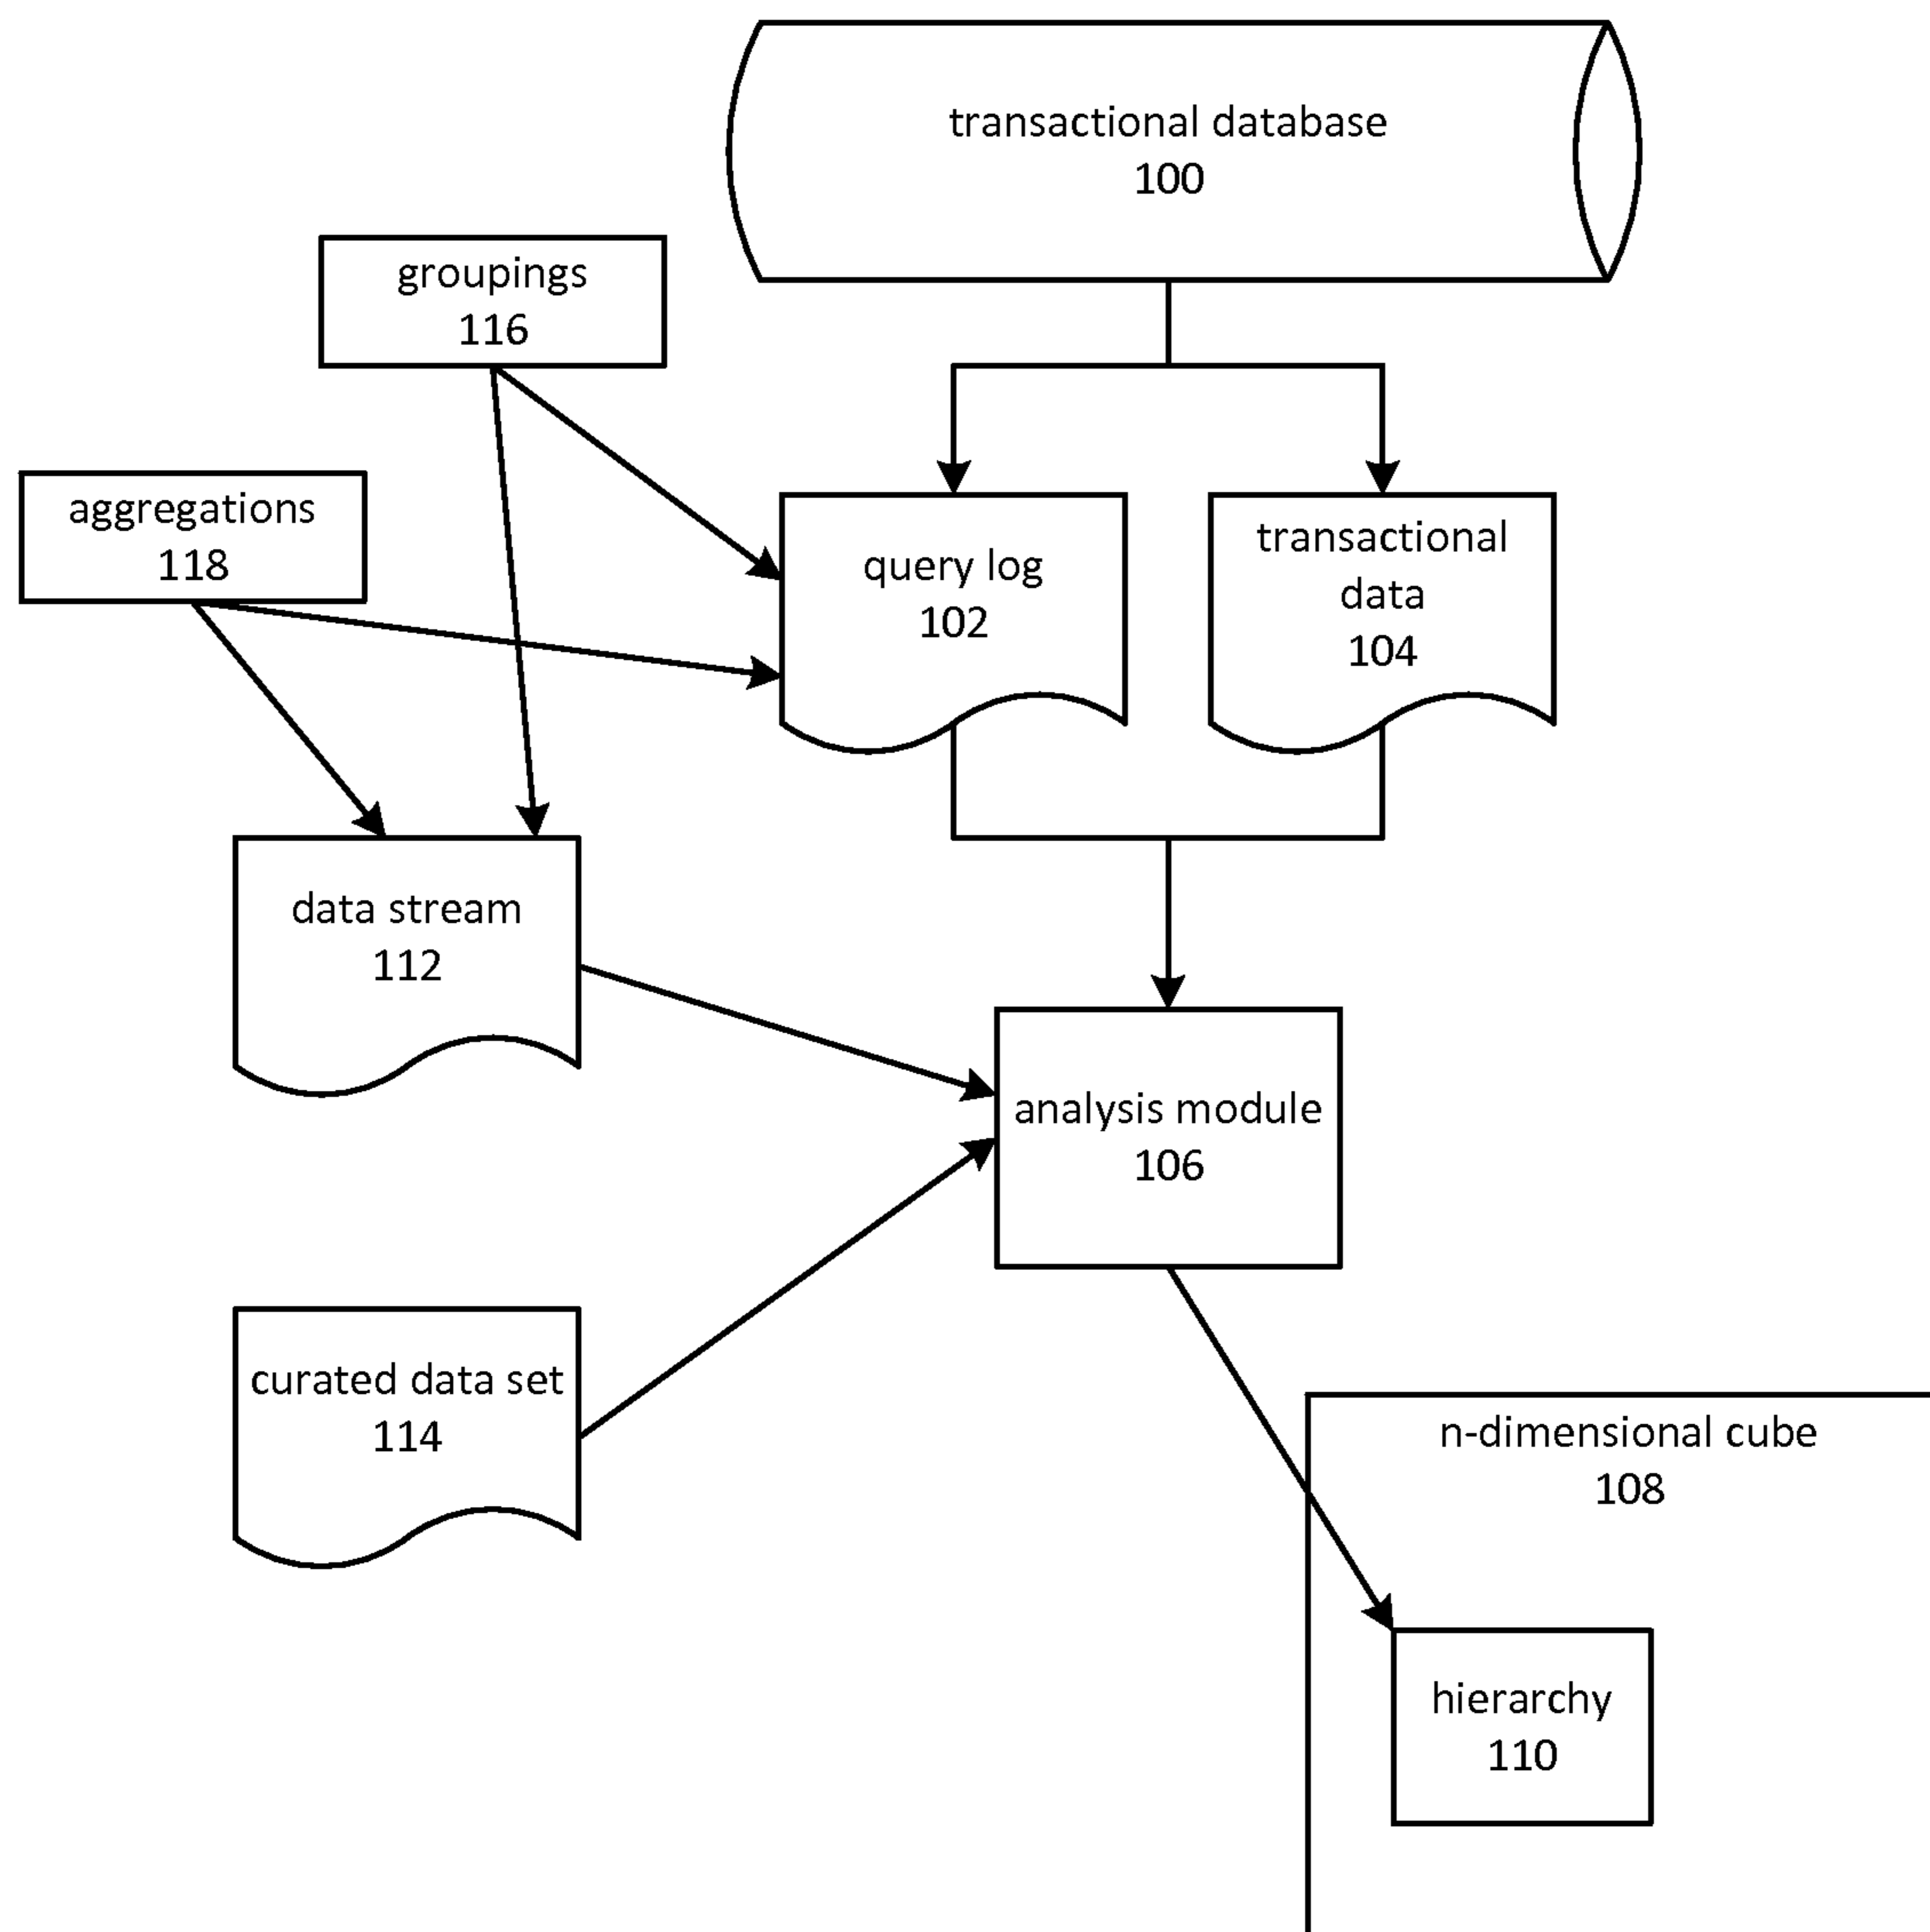 transactional database
100
groupings
116
aggregations
118
query log
102
transactional
data
104
data stream
112
analysis module
106
curated data set
114
n-dimensional cube
108
hierarchy
110